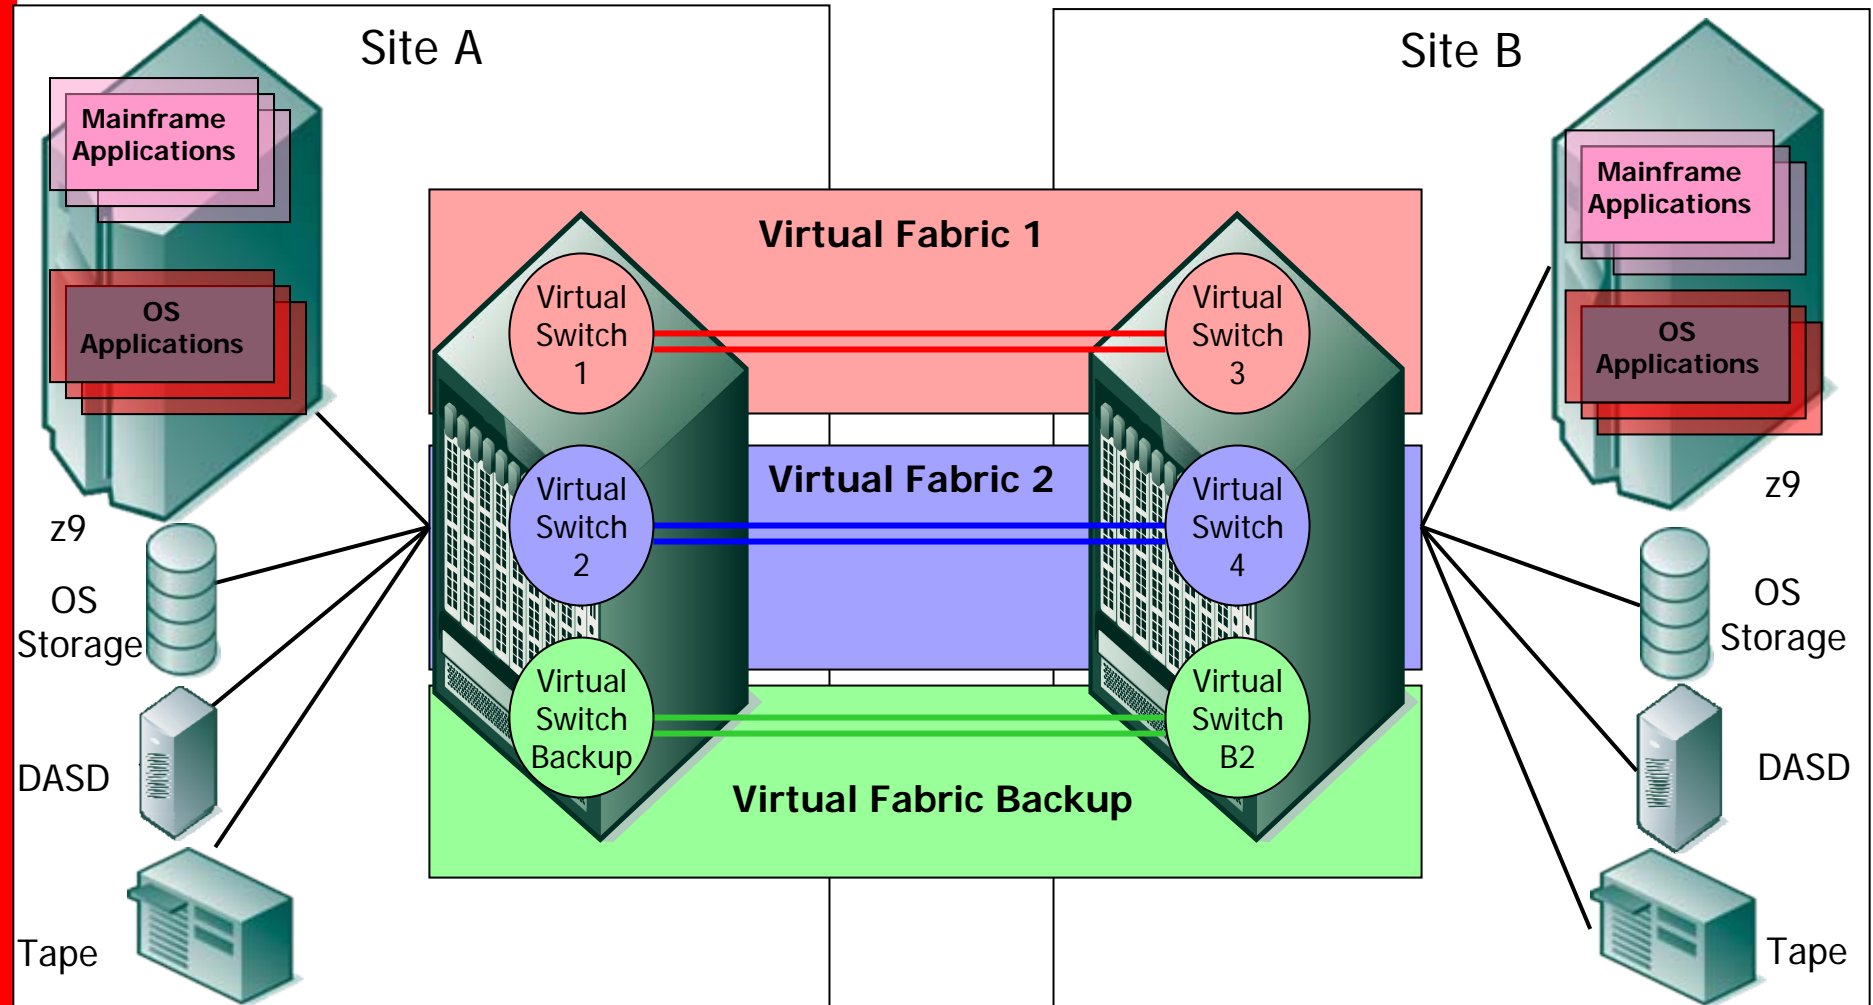 Site A
Site B
Mainframe
Applications
OS
Applications
z9
OS
Storage
DASD
Tape
Virtual Fabric 1
Virtual
Switch
1
Virtual
Switch
3
Virtual Fabric 2
Virtual
Switch
2
Virtual
Switch
4
Virtual
Switch
Backup
Virtual
Switch
B2
Virtual Fabric Backup
Mainframe
Applications
OS
Applications
z9
OS
Storage
DASD
Tape